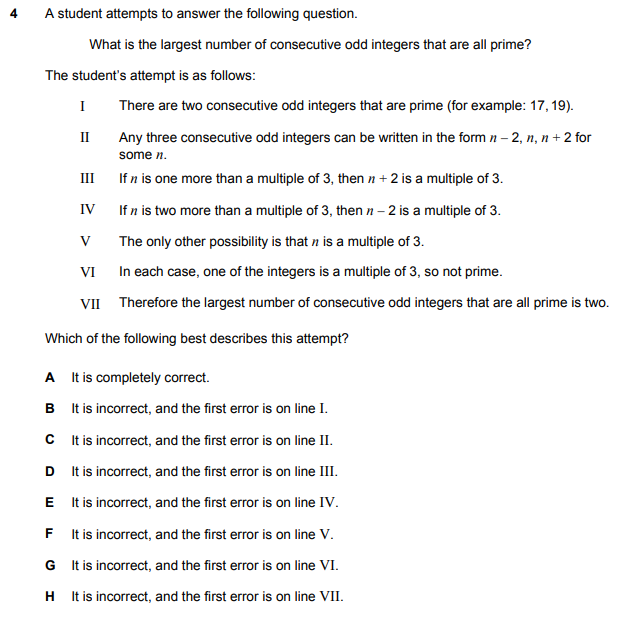 4 A student attempts to answer the following question.
What is the largest number of consecutive odd integers that are all prime?
The student's attempt is as follows:
I There are two consecutive odd integers that are prime (for example: 17, 19).
II Any three consecutive odd integers can be written in the form n – 2, n, n + 2 for
some n.
III If n is one more than a multiple of 3, then n + 2 is a multiple of 3.
IV If n is two more than a multiple of 3, then n – 2 is a multiple of 3.
V The only other possibility is that n is a multiple of 3.
VI In each case, one of the integers is a multiple of 3, so not prime.
VII Therefore the largest number of consecutive odd integers that are all prime is two.
Which of the following best describes this attempt?
A It is completely correct.
B It is incorrect, and the first error is on line I.
C It is incorrect, and the first error is on line II.
D It is incorrect, and the first error is on line III.
E It is incorrect, and the first error is on line IV.
F It is incorrect, and the first error is on line V.
G It is incorrect, and the first error is on line VI.
H It is incorrect, and the first error is on line VII.